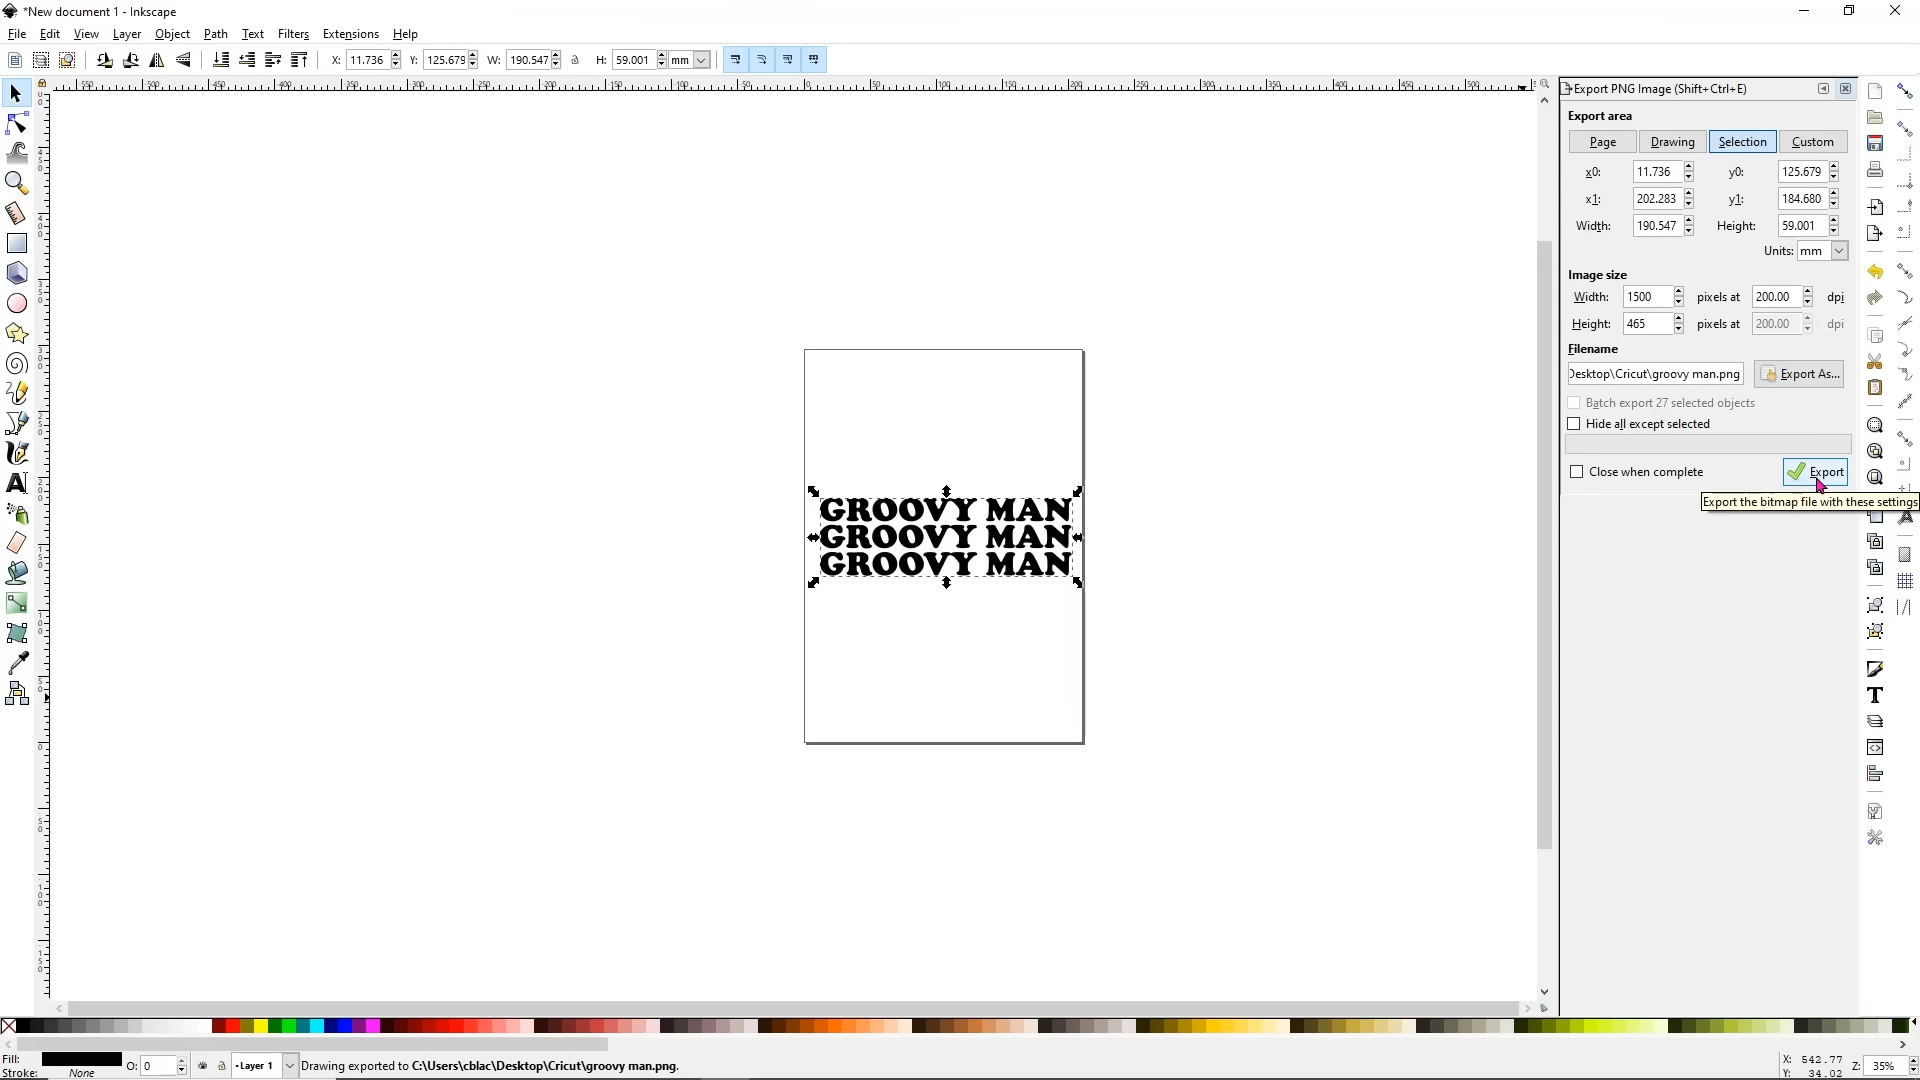 *New document 1 - Inkscape
File Edit View Layer Object Path Text Filters Extensions Help
X: 11.736 Y: 125.679 W: 190.547 H: 59.001 mm
Export PNG Image (Shift+Ctrl+E)
Export area
Page Drawing Selection Custom
x0: 11.736 y0: 125.679
x1: 202.283 y1: 184.680
Width: 190.547 Height: 59.001
Units: mm
Image size
Width: 1500 pixels at 200.00 dpi
Height: 465 pixels at 200.00 dpi
Filename
Desktop\Cricut\groovy man.png Export As...
Batch export 27 selected objects
Hide all except selected
Close when complete Export
Export the bitmap file with these settings
GROOVY MAN
GROOVY MAN
GROOVY MAN
Fill:
Stroke: None O: 0 Layer 1 Drawing exported to C:\Users\cblac\Desktop\Cricut\groovy man.png.
X: 542.77
Y: 34.02 Z: 35%